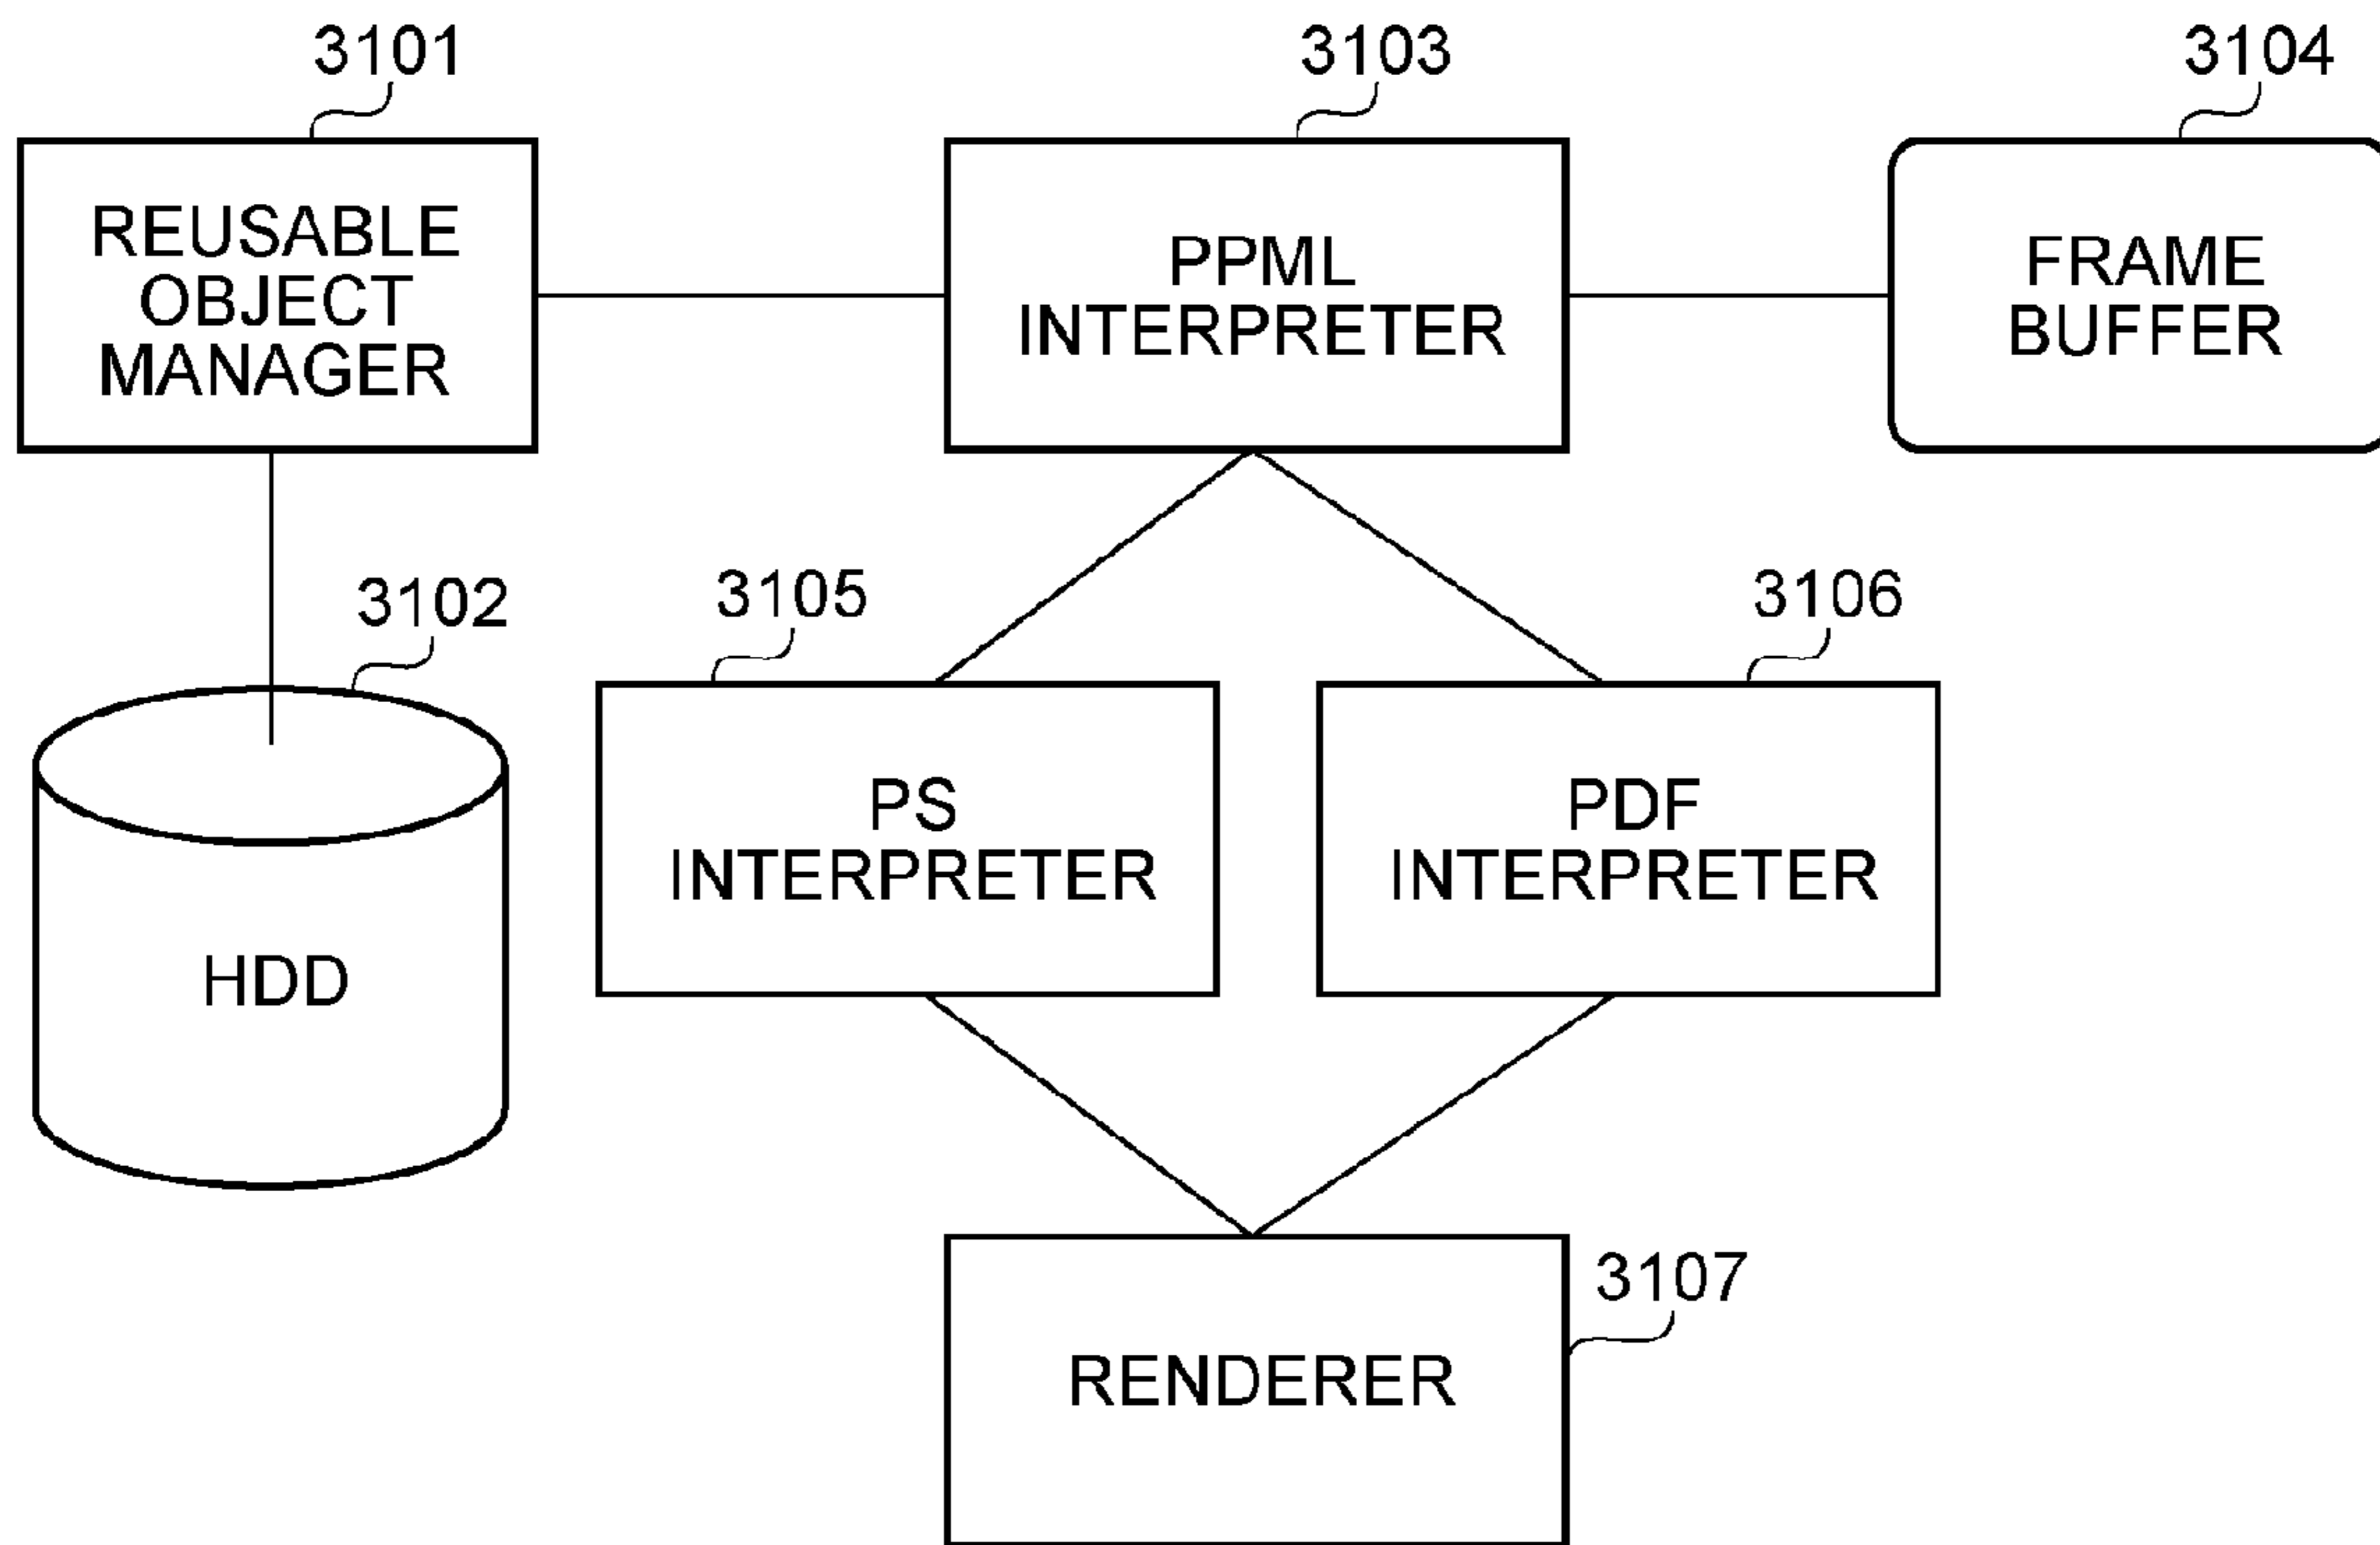 3101
3103
3104
REUSABLE
OBJECT
MANAGER
PPML
INTERPRETER
FRAME
BUFFER
3102
3105
3106
HDD
PS
INTERPRETER
PDF
INTERPRETER
3107
RENDERER